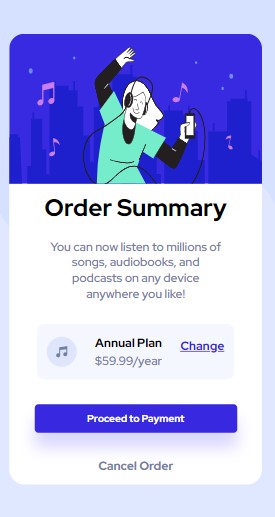 Order Summary
You can now listen to millions of
songs, audiobooks, and
podcasts on any device
anywhere you like!
Annual Plan
Change
$59.99/year
Proceed to Payment
Cancel Order